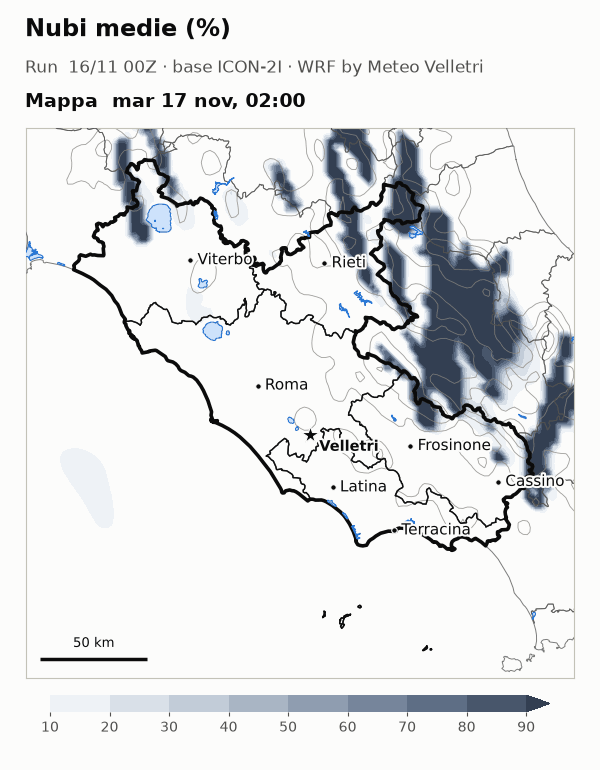 Nubi medie (%)
Run  16/11 00Z · base ICON-2I · WRF by Meteo Velletri
Mappa  mar 17 nov, 02:00
Viterbo
Rieti
Roma
Velletri
Frosinone
Cassino
Latina
Terracina
50 km
10 20 30 40 50 60 70 80 90